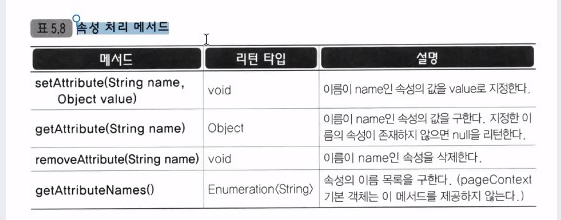 표 5.8 속성 처리 메서드
메서드 리턴 타입 설명
setAttribute(String name, void 이름이 name인 속성의 값을 value로 지정한다.
Object value)
getAttribute(String name) Object 이름이 name인 속성의 값을 구한다. 지정한 이
름의 속성이 존재하지 않으면 null을 리턴한다.
removeAttribute(String name) void 이름이 name인 속성을 삭제한다.
getAttributeNames() Enumeration<String> 속성의 이름 목록을 구한다. (pageContext
기본 객체는 이 메서드를 제공하지 않는다.)